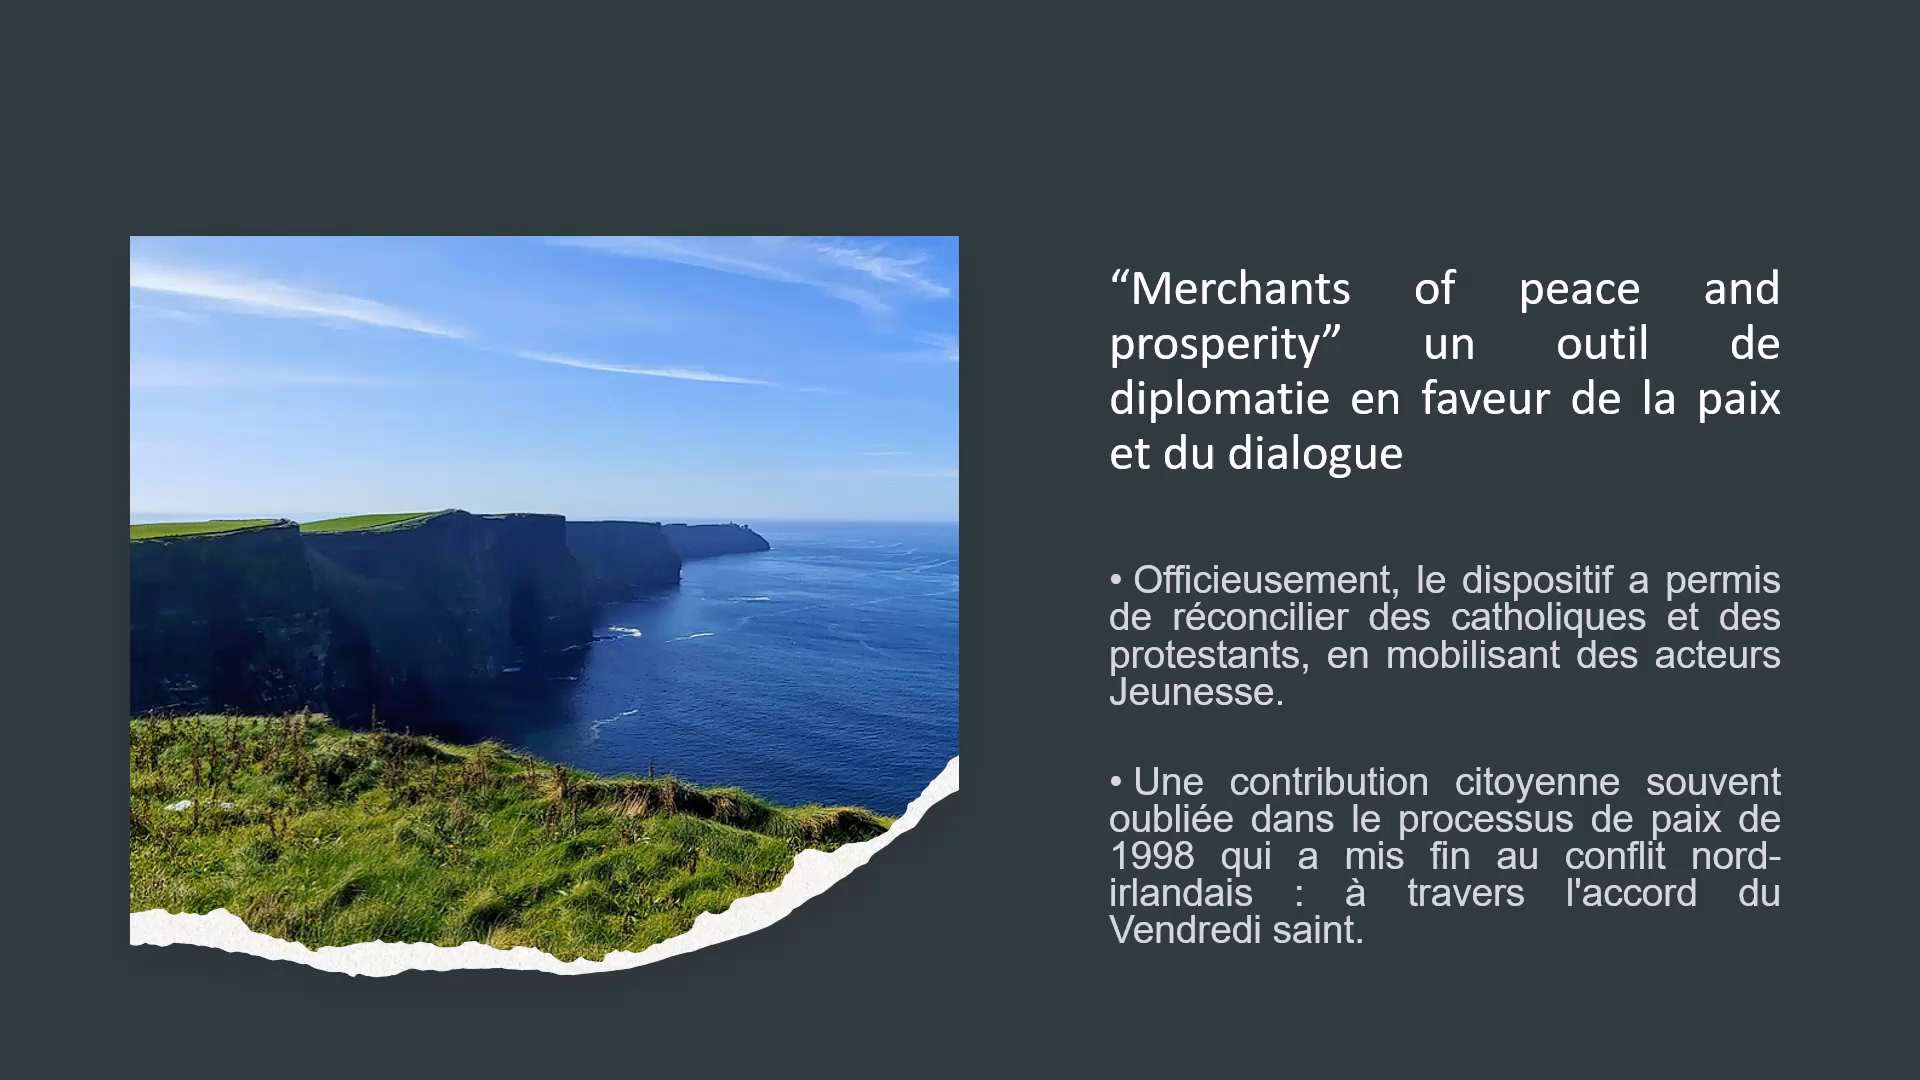 “Merchants of peace and
prosperity” un outil de
diplomatie en faveur de la paix
et du dialogue
• Officieusement, le dispositif a permis
de réconcilier des catholiques et des
protestants, en mobilisant des acteurs
Jeunesse.
• Une contribution citoyenne souvent
oubliée dans le processus de paix de
1998 qui a mis fin au conflit nord-
irlandais : à travers l'accord du
Vendredi saint.